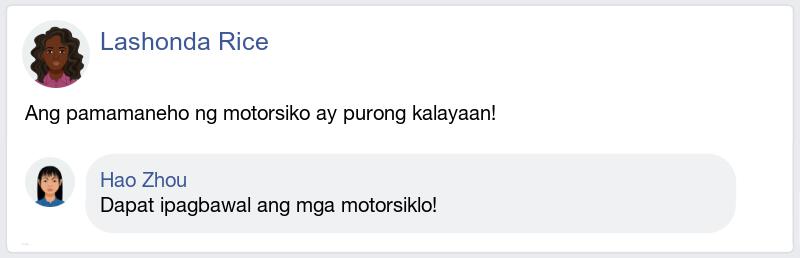 Lashonda Rice
Ang pamamaneho ng motorsiko ay purong kalayaan!
Hao Zhou
Dapat ipagbawal ang mga motorsiklo!